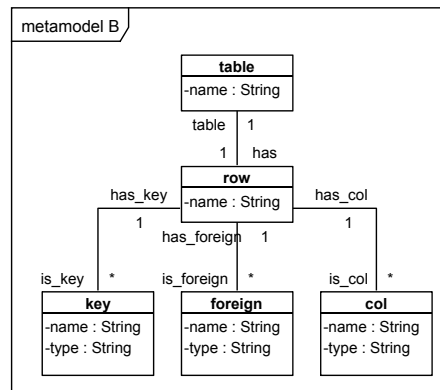 metamodel B
table
-name : String
table 1
1 has
row
-name : String
has_key
has_col
1
has_foreign 1
1
is_key *
is_foreign *
is_col *
key
-name : String
-type : String
foreign
-name : String
-type : String
col
-name : String
-type : String